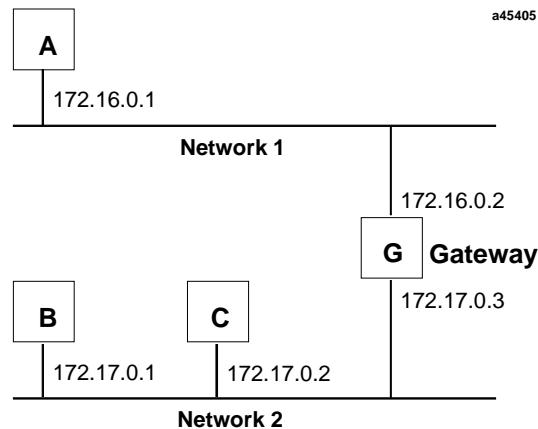 a45405
A
172.16.0.1
Network 1
172.16.0.2
G Gateway
172.17.0.3
B
C
172.17.0.1
172.17.0.2
Network 2